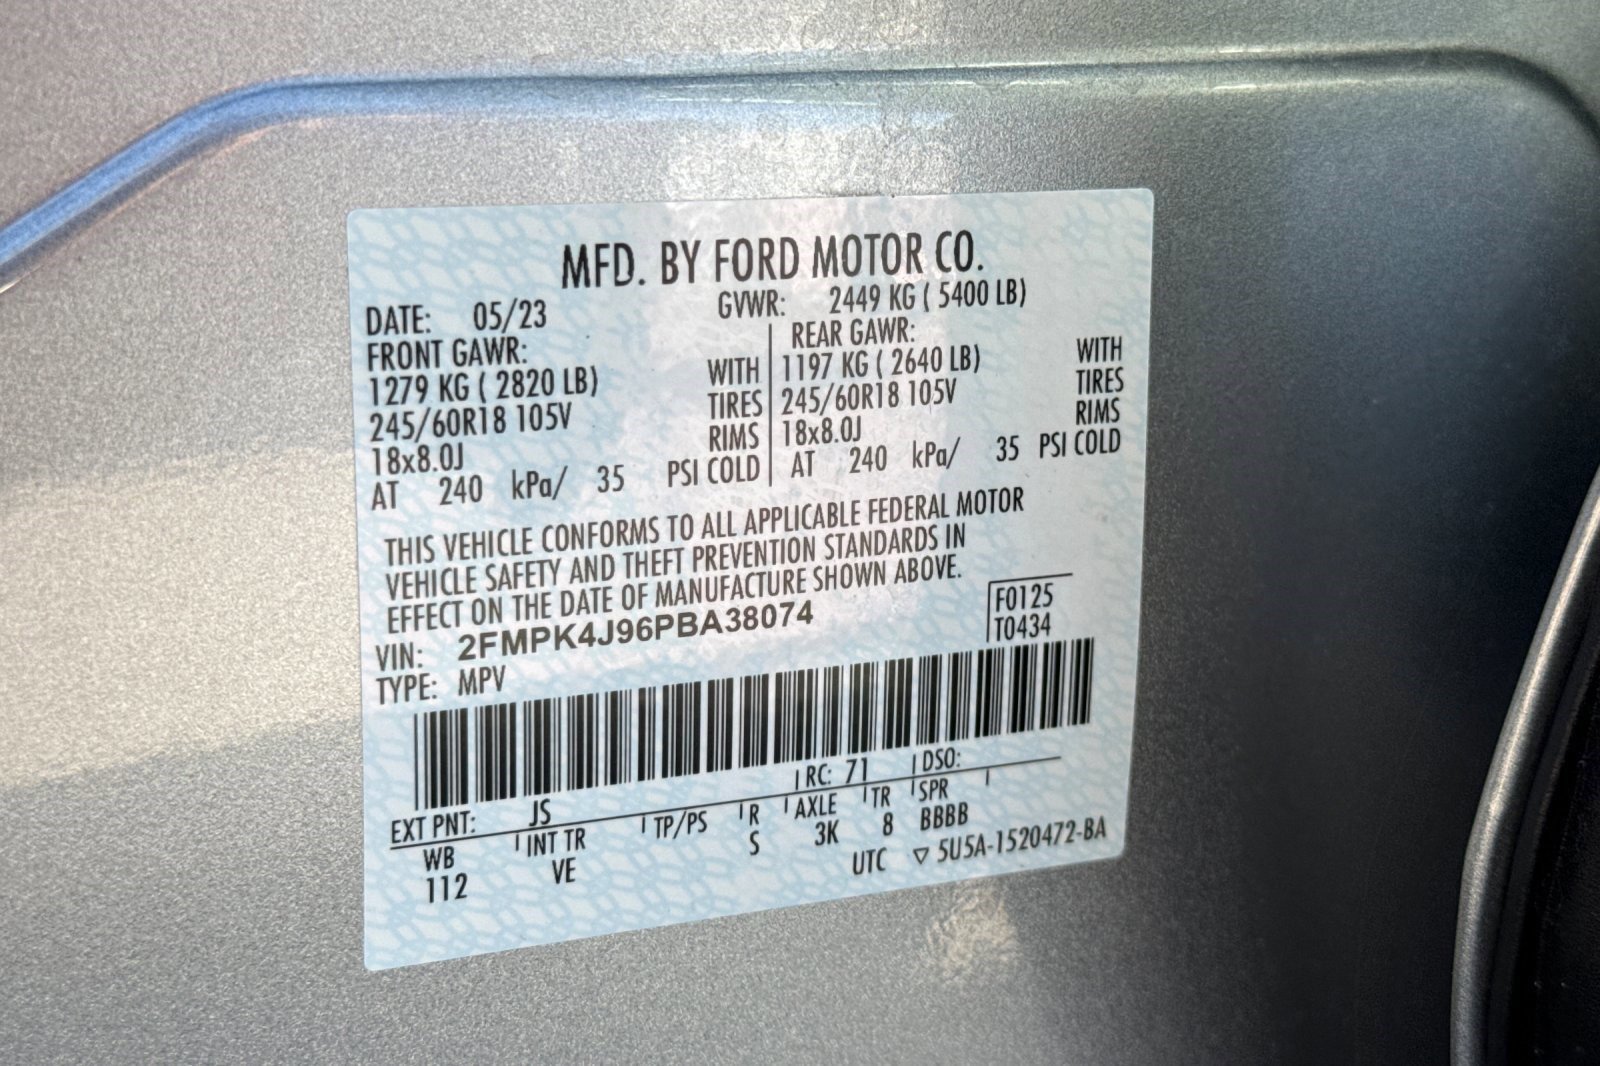 MFD. BY FORD MOTOR CO.
DATE: 05/23 GVWR: 2449 KG ( 5400 LB)
FRONT GAWR: REAR GAWR:
1279 KG ( 2820 LB) WITH 1197 KG ( 2640 LB) WITH
245/60R18 105V TIRES 245/60R18 105V TIRES
18x8.0J RIMS 18x8.0J RIMS
AT 240 kPa/ 35 PSI COLD AT 240 kPa/ 35 PSI COLD
THIS VEHICLE CONFORMS TO ALL APPLICABLE FEDERAL MOTOR
VEHICLE SAFETY AND THEFT PREVENTION STANDARDS IN
EFFECT ON THE DATE OF MANUFACTURE SHOWN ABOVE.
VIN: 2FMPK4J96PBA38074 F0125
TYPE: MPV T0434
EXT PNT: JS RC: 71 DSO:
WB INT TR TP/PS R AXLE TR SPR
112 VE S 3K 8 BBBB
UTC ▽ 5U5A-1520472-BA